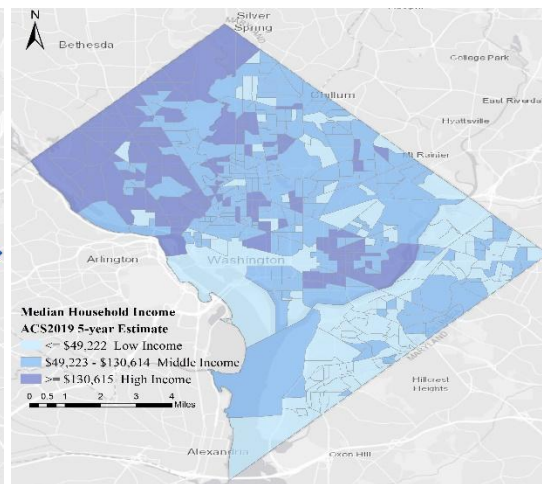 N
Silver
Spring
Bethesda
College Park
Chillum
East Riverda
Hyattsville
Mt Rainier
Arlington
Washington
Median Household Income
ACS2019 5-year Estimate
<= $49,222 Low Income
$49,223 - $130,614 Middle Income
>= $130,615 High Income
0 0.5 1 2 3 4
Miles
MARYLAND
Hillcrest
Heights
Alexandria
Oxon Hill